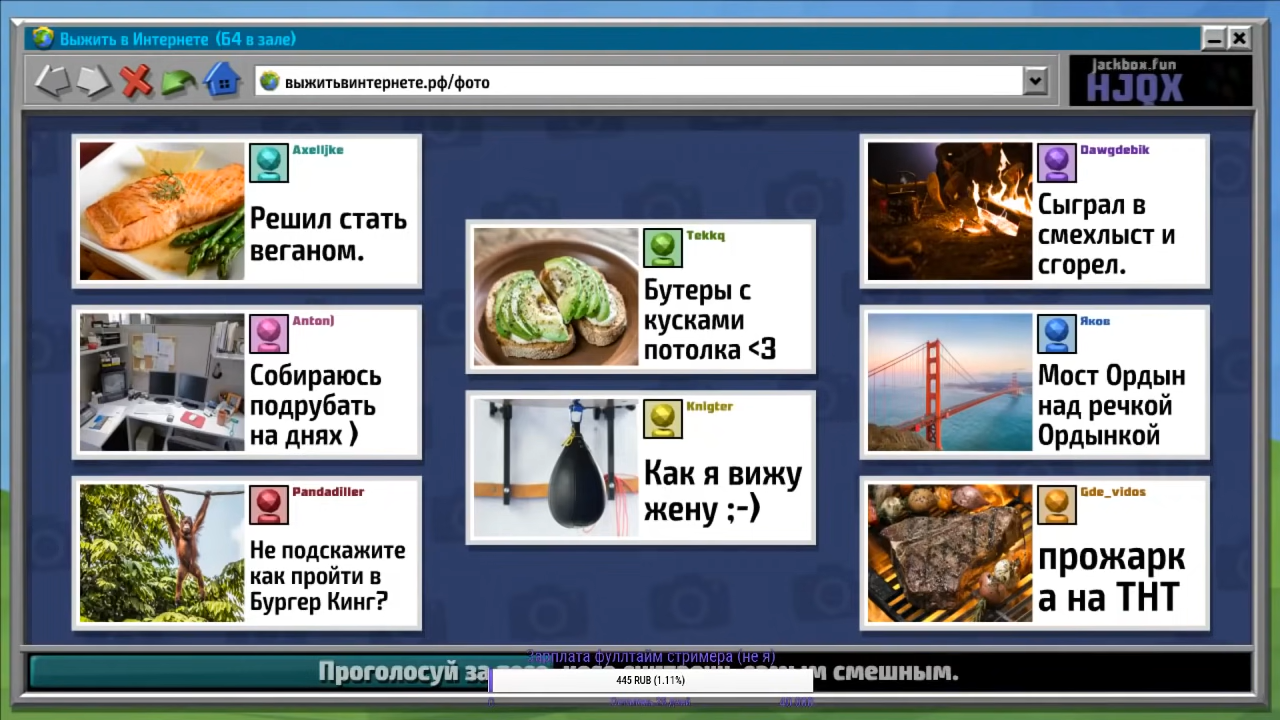 Выжить в Интернете (Б4 в зале)
выжитьвинтернете.рф/фото
jackbox.fun
HJQX
Axelljke
Решил стать
веганом.
Anton)
Собираюсь
подрубать
на днях )
Pandadiller
Не подскажите
как пройти в
Бургер Кинг?
Tekkq
Бутеры с
кусками
потолка <3
Knigter
Как я вижу
жену ;-)
Dawgdebik
Сыграл в
смехлыст и
сгорел.
Яков
Мост Ордын
над речкой
Ордынкой
Gde_vidos
прожарк
а на ТНТ
Зарплата фуллтайм стримера (не я)
Проголосуй за смешным.
445 RUB (1.11%)
0